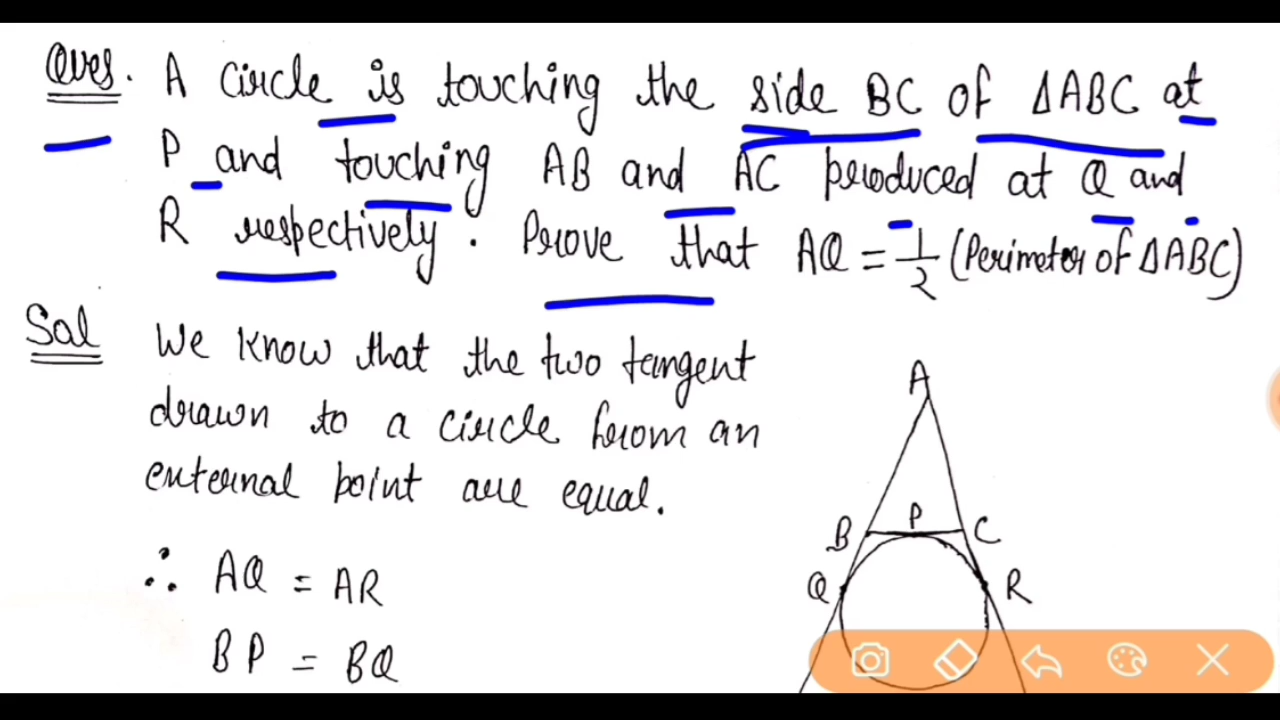 Ques. A circle is touching the side BC of ΔABC at
P and touching AB and AC produced at Q and
R respectively. Prove that AQ = 1/2 (Perimeter of ΔABC)
Sol We know that the two tangent
drawn to a circle from an
external point are equal.
∴ AQ = AR
BP = BQ
A
B P C
Q R